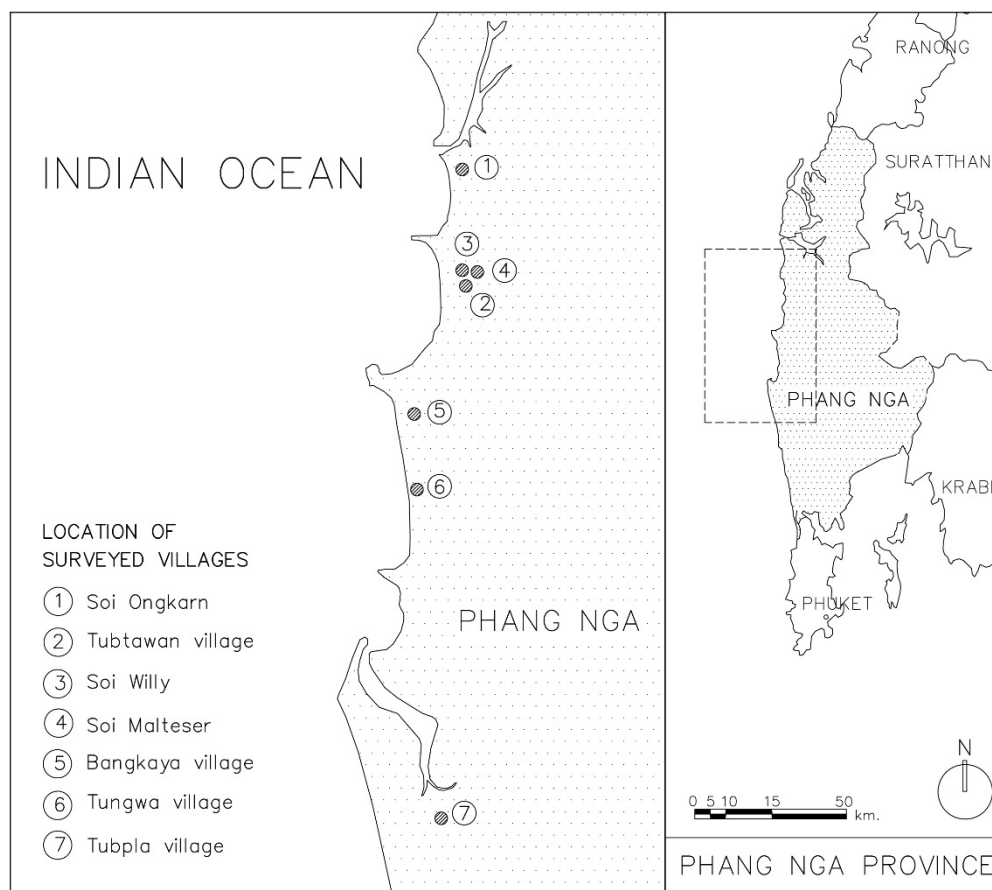 INDIAN OCEAN
1
3
4
2
5
6
LOCATION OF
SURVEYED VILLAGES
1 Soi Ongkarn
2 Tubtawan village
3 Soi Willy
4 Soi Malteser
5 Bangkaya village
6 Tungwa village
7 Tubpla village
PHANG NGA
7
RANONG
SURATTHAN
PHANG NGA
KRABI
PHUKET
N
0 5 10 15 50
km.
PHANG NGA PROVINCE